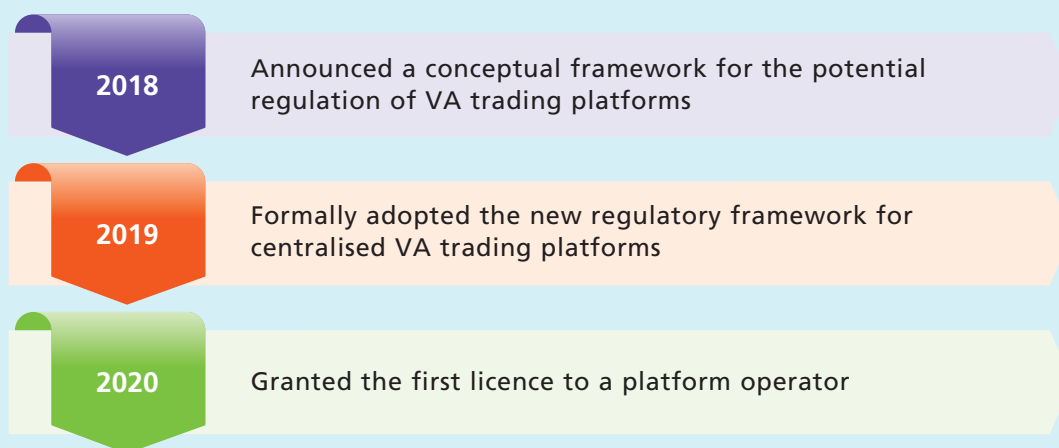 2018
Announced a conceptual framework for the potential
regulation of VA trading platforms
2019
Formally adopted the new regulatory framework for
centralised VA trading platforms
2020
Granted the first licence to a platform operator